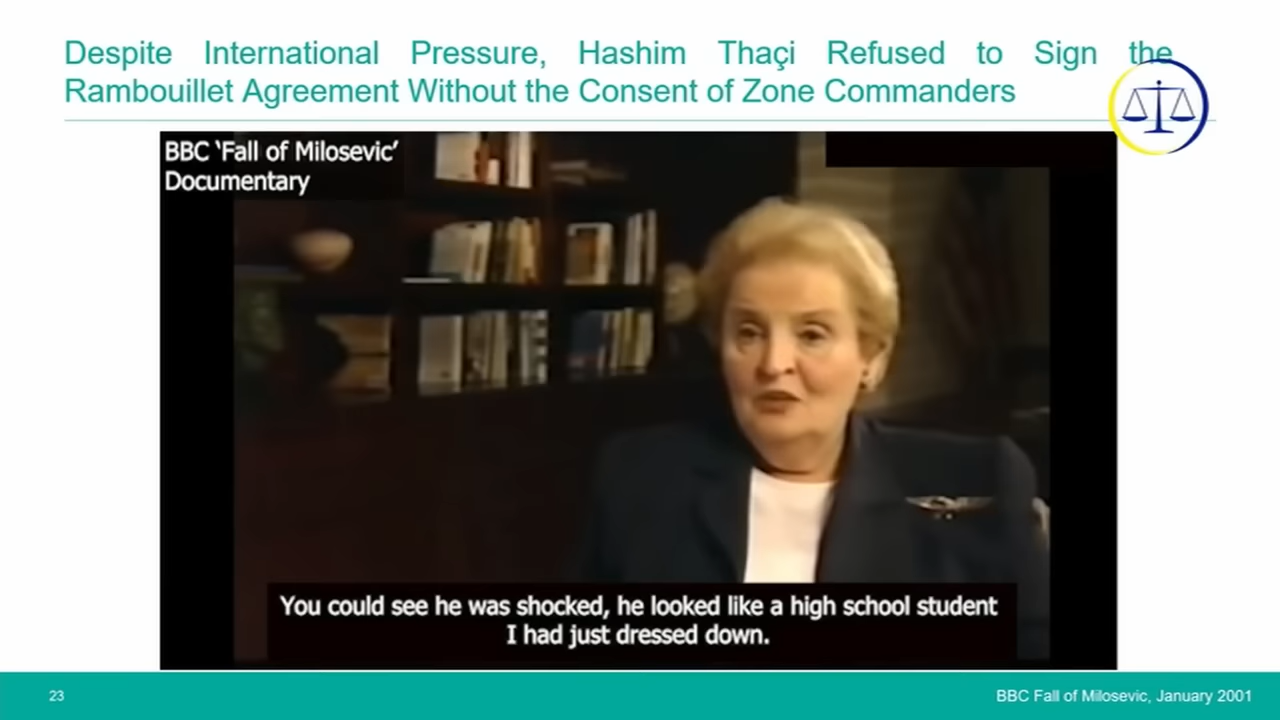 Despite International Pressure, Hashim Thaçi Refused to Sign the
Rambouillet Agreement Without the Consent of Zone Commanders
BBC ‘Fall of Milosevic’
Documentary
You could see he was shocked, he looked like a high school student
I had just dressed down.
23
BBC Fall of Milosevic, January 2001